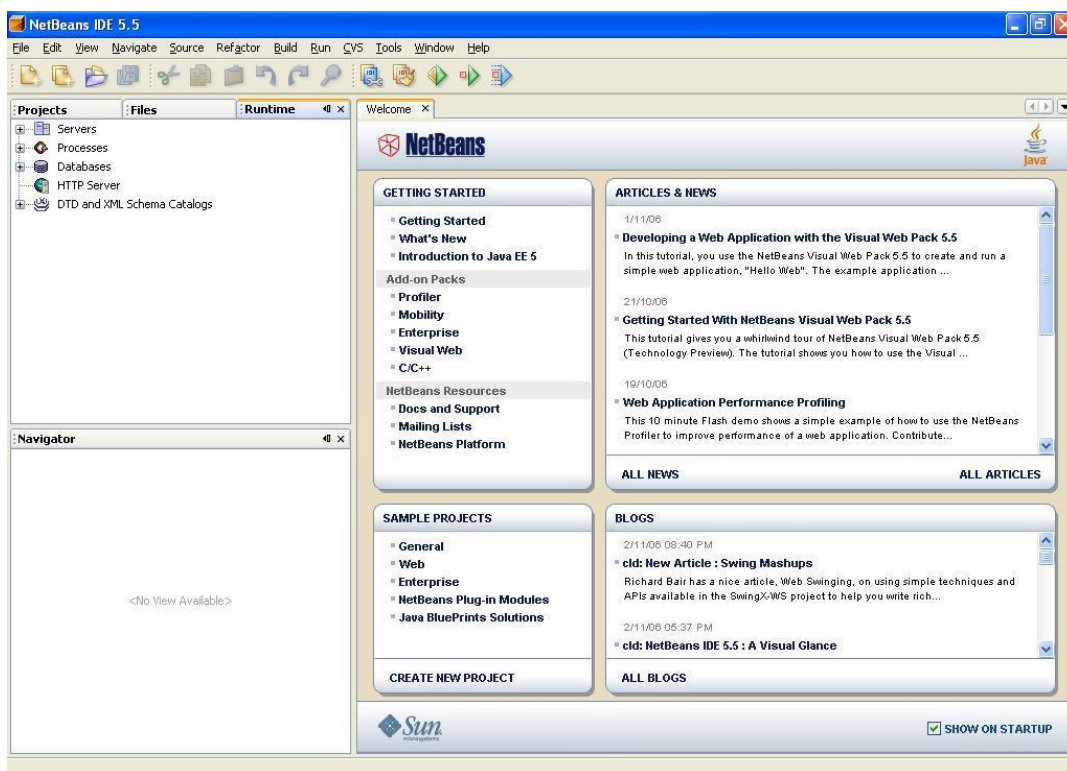 NetBeans IDE 5.5
File Edit View Navigate Source Refactor Build Run CVS Tools Window Help
Projects Files Runtime
Servers
Processes
Databases
HTTP Server
DTD and XML Schema Catalogs
Navigator
<No View Available>
Welcome
NetBeans
Java
GETTING STARTED
Getting Started
What's New
Introduction to Java EE 5
Add-on Packs
Profiler
Mobility
Enterprise
Visual Web
C/C++
NetBeans Resources
Docs and Support
Mailing Lists
NetBeans Platform
ARTICLES & NEWS
1/11/06
Developing a Web Application with the Visual Web Pack 5.5
In this tutorial, you use the NetBeans Visual Web Pack 5.5 to create and run a
simple web application, "Hello Web". The example application ...
21/10/06
Getting Started With NetBeans Visual Web Pack 5.5
This tutorial gives you a whirlwind tour of NetBeans Visual Web Pack 5.5
(Technology Preview). The tutorial shows you how to use the Visual ...
19/10/06
Web Application Performance Profiling
This 10 minute Flash demo shows a simple example of how to use the NetBeans
Profiler to improve performance of a web application. Contribute...
ALL NEWS ALL ARTICLES
SAMPLE PROJECTS
General
Web
Enterprise
NetBeans Plug-in Modules
Java BluePrints Solutions
CREATE NEW PROJECT
BLOGS
2/11/06 08:40 PM
cld: New Article : Swing Mashups
Richard Bair has a nice article, Web Swinging, on using simple techniques and
APIs available in the SwingX-WS project to help you write rich...
2/11/06 05:37 PM
cld: NetBeans IDE 5.5 : A Visual Glance
ALL BLOGS
Sun
microsystems
SHOW ON STARTUP